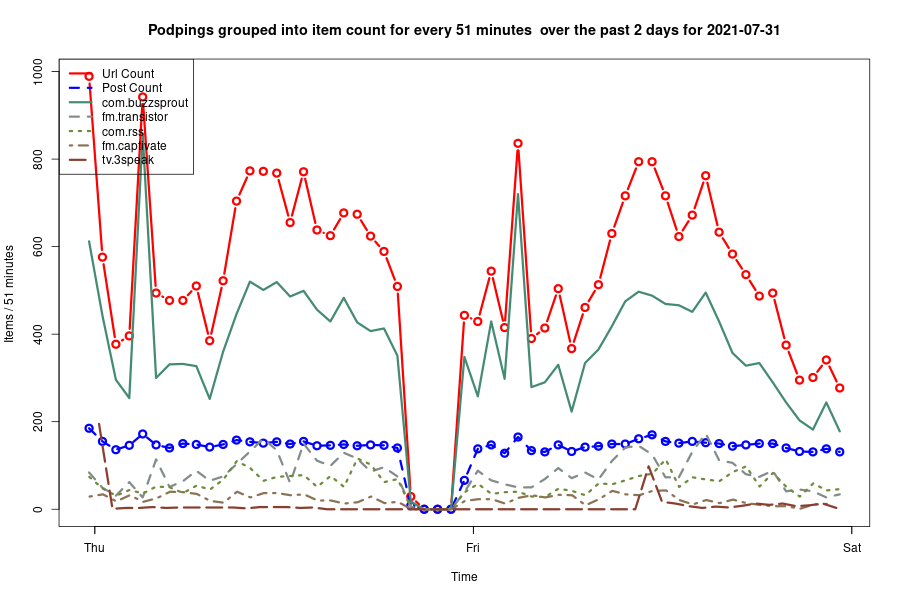 Podpings grouped into item count for every 51 minutes  over the past 2 days for 2021-07-31
Url Count
Post Count
com.buzzsprout
fm.transistor
com.rss
fm.captivate
tv.3speak
1000
800
600
400
200
0
Items / 51 minutes
Thu
Fri
Sat
Time